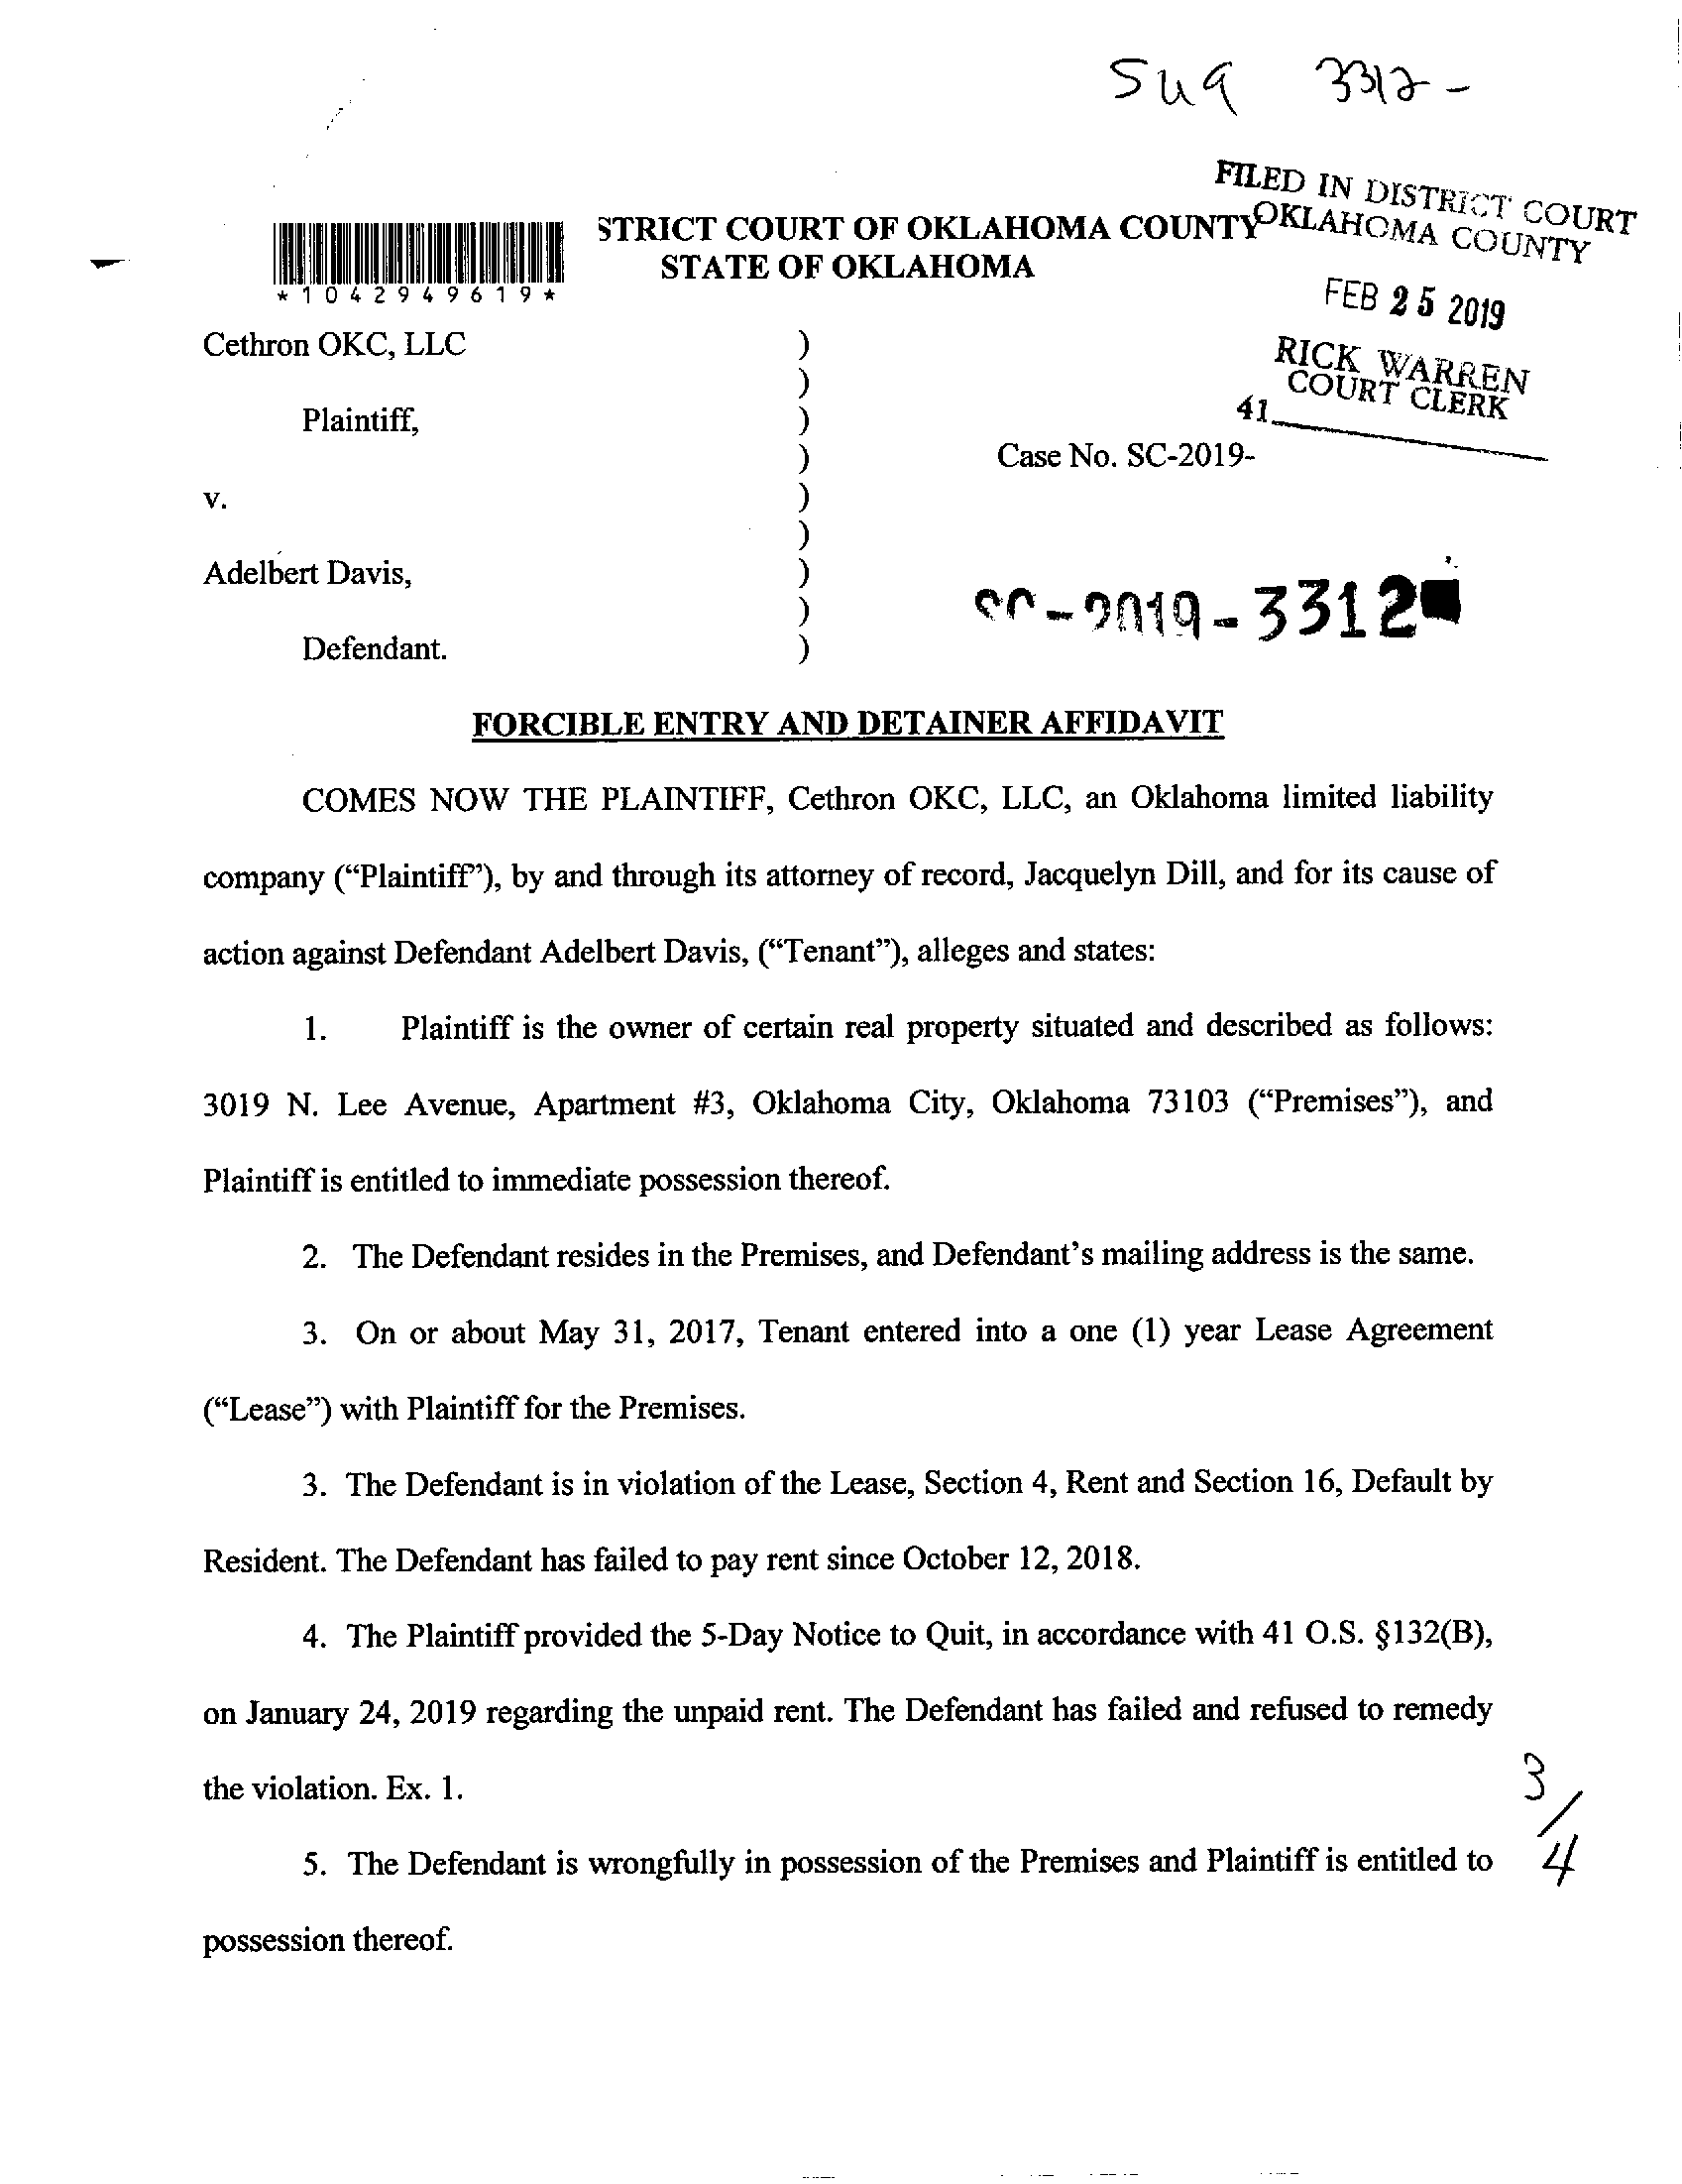 3312-
FILED IN DISTRICT COURT
OKLAHOMA COUNTY
STRICT COURT OF OKLAHOMA COUNTY
STATE OF OKLAHOMA
*1042949619*
FEB 25 2019
RICK WARREN
COURT CLERK
41
Cethron OKC, LLC )
)
Plaintiff, )
) Case No. SC-2019-
v. )
)
Adelbert Davis, )
) SC-2019-3312
Defendant. )
FORCIBLE ENTRY AND DETAINER AFFIDAVIT
COMES NOW THE PLAINTIFF, Cethron OKC, LLC, an Oklahoma limited liability
company (“Plaintiff”), by and through its attorney of record, Jacquelyn Dill, and for its cause of
action against Defendant Adelbert Davis, (“Tenant”), alleges and states:
1. Plaintiff is the owner of certain real property situated and described as follows:
3019 N. Lee Avenue, Apartment #3, Oklahoma City, Oklahoma 73103 (“Premises”), and
Plaintiff is entitled to immediate possession thereof.
2. The Defendant resides in the Premises, and Defendant’s mailing address is the same.
3. On or about May 31, 2017, Tenant entered into a one (1) year Lease Agreement
(“Lease”) with Plaintiff for the Premises.
3. The Defendant is in violation of the Lease, Section 4, Rent and Section 16, Default by
Resident. The Defendant has failed to pay rent since October 12, 2018.
4. The Plaintiff provided the 5-Day Notice to Quit, in accordance with 41 O.S. §132(B),
on January 24, 2019 regarding the unpaid rent. The Defendant has failed and refused to remedy
the violation. Ex. 1.
5. The Defendant is wrongfully in possession of the Premises and Plaintiff is entitled to
possession thereof.
3/4